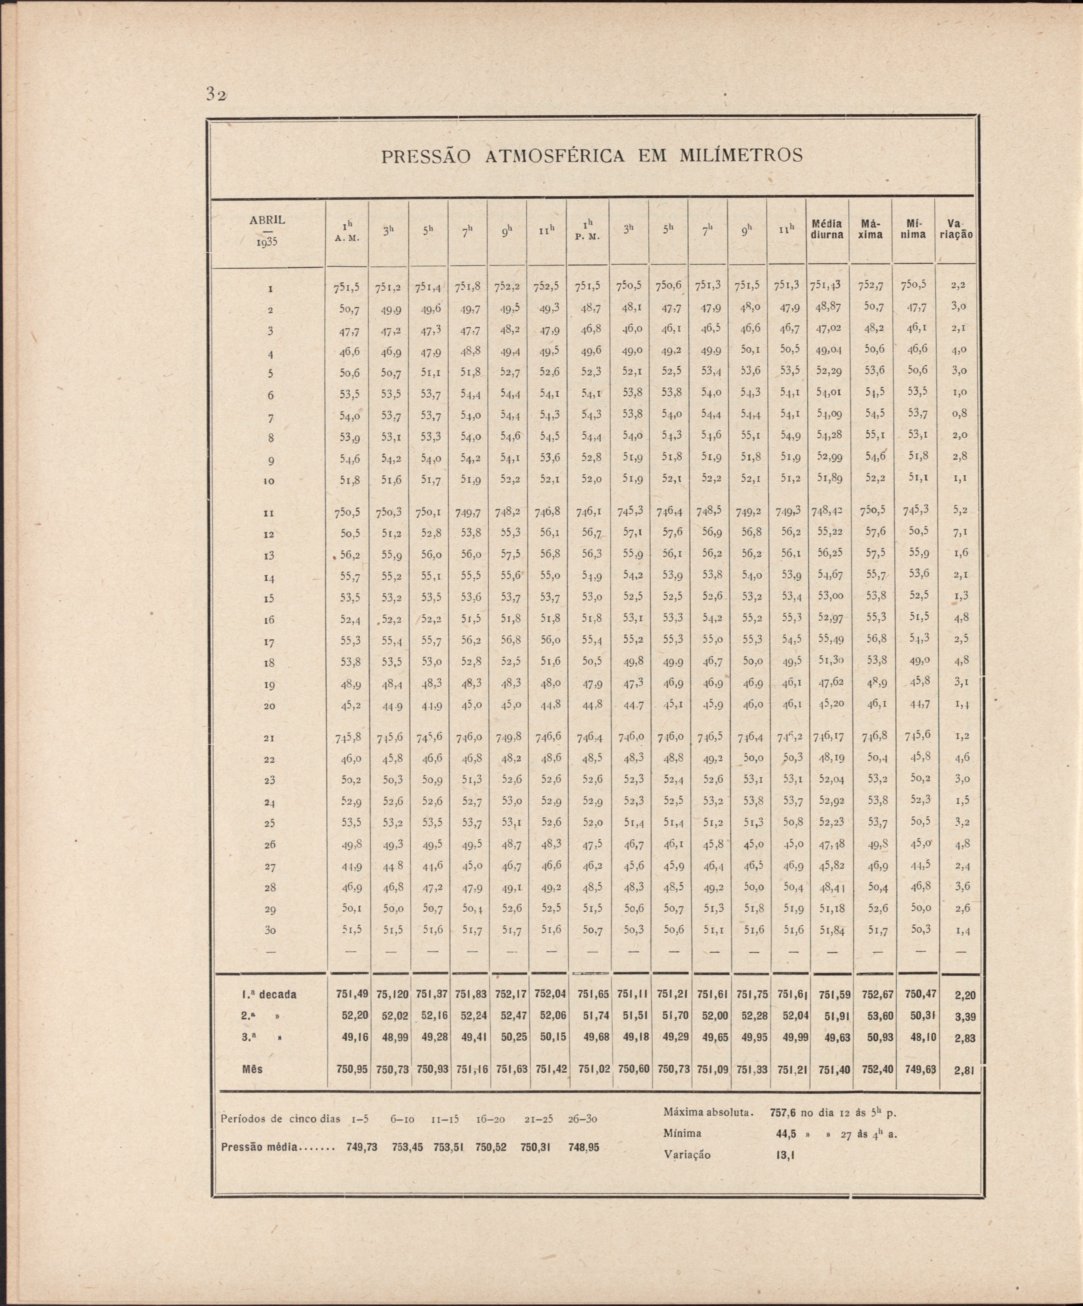 32
PRESSÃO ATMOSFÉRICA EM MILÍMETROS
ABRIL — 1935 1h A. M. 3h 5h 7h 9h 11h 1h P. M. 3h 5h 7h 9h 11h Média diurna Má-xima Mí-nima Va-riação
1 751,5 751,2 751,4 751,8 752,2 752,5 751,5 750,5 750,6 751,3 751,5 751,3 751,43 752,7 750,5 2,2
2 50,7 49,9 49,6 49,7 49,5 49,3 48,7 48,1 47,7 47,9 48,0 47,9 48,87 50,7 47,7 3,0
3 47,7 47,2 47,3 47,7 48,2 47,9 46,8 46,0 46,1 46,5 46,6 46,7 47,02 48,2 46,1 2,1
4 46,6 46,9 47,9 48,8 49,4 49,5 49,6 49,0 49,2 49,9 50,1 50,5 49,04 50,6 46,6 4,0
5 50,6 50,7 51,1 51,8 52,7 52,6 52,3 52,1 52,5 53,4 53,6 53,5 52,29 53,6 50,6 3,0
6 53,5 53,5 53,7 54,4 54,4 54,1 54,1 53,8 53,8 54,0 54,3 54,1 54,01 54,5 53,5 1,0
7 54,0 53,7 53,7 54,0 54,4 54,3 54,3 53,8 54,0 54,4 54,4 54,1 54,09 54,5 53,7 0,8
8 53,9 53,1 53,3 54,0 54,6 54,5 54,4 54,0 54,3 54,6 55,1 54,9 54,28 55,1 53,1 2,0
9 54,6 54,2 54,0 54,2 54,1 53,6 52,8 51,9 51,8 51,9 51,8 51,9 52,99 54,6 51,8 2,8
10 51,8 51,6 51,7 51,9 52,2 52,1 52,0 51,9 52,1 52,2 52,1 51,2 51,89 52,2 51,1 1,1
11 750,5 750,3 750,1 749,7 748,2 746,8 746,1 745,3 746,4 748,5 749,2 749,3 748,42 750,5 745,3 5,2
12 50,5 51,2 52,8 53,8 55,3 56,1 56,7 57,1 57,6 56,9 56,8 56,2 55,22 57,6 50,5 7,1
13 56,2 55,9 56,0 56,0 57,5 56,8 56,3 55,9 56,1 56,2 56,2 56,1 56,25 57,5 55,9 1,6
14 55,7 55,2 55,1 55,5 55,6 55,0 54,9 54,2 53,9 53,8 54,0 53,9 54,67 55,7 53,6 2,1
15 53,5 53,2 53,5 53,6 53,7 53,7 53,0 52,5 52,5 52,6 53,2 53,4 53,00 53,8 52,5 1,3
16 52,4 52,2 52,2 51,5 51,8 51,8 51,8 53,1 53,3 54,2 55,2 55,3 52,97 55,3 51,5 4,8
17 55,3 55,4 55,7 56,2 56,8 56,0 55,4 55,2 55,3 55,0 55,3 54,5 55,49 56,8 54,3 2,5
18 53,8 53,5 53,0 52,8 52,5 51,6 50,5 49,8 49,9 46,7 50,0 49,5 51,30 53,8 49,0 4,8
19 48,9 48,4 48,3 48,3 48,3 48,0 47,9 47,3 46,9 46,9 46,9 46,1 47,62 48,9 45,8 3,1
20 45,2 44,9 44,9 45,0 45,0 44,8 44,8 44,7 45,1 45,9 46,0 46,1 45,20 46,1 44,7 1,4
21 745,8 745,6 745,6 746,0 749,8 746,6 746,4 746,0 746,0 746,5 746,4 746,2 746,17 746,8 745,6 1,2
22 46,0 45,8 46,6 46,8 48,2 48,6 48,5 48,3 48,8 49,2 50,0 50,3 48,19 50,4 45,8 4,6
23 50,2 50,3 50,9 51,3 52,6 52,6 52,6 52,3 52,4 52,6 53,1 53,1 52,04 53,2 50,2 3,0
24 52,9 52,6 52,6 52,7 53,0 52,9 52,9 52,3 52,5 53,2 53,8 53,7 52,92 53,8 52,3 1,5
25 53,5 53,2 53,5 53,7 53,1 52,6 52,0 51,4 51,4 51,2 51,3 50,8 52,23 53,7 50,5 3,2
26 49,8 49,3 49,5 49,5 48,7 48,3 47,5 46,7 46,1 45,8 45,0 45,0 47,48 49,8 45,0 4,8
27 44,9 44 8 44,6 45,0 46,7 46,6 46,2 45,6 45,9 46,4 46,5 46,9 45,82 46,9 44,5 2,4
28 46,9 46,8 47,2 47,9 49,1 49,2 48,5 48,3 48,5 49,2 50,0 50,4 48,44 50,4 46,8 3,6
29 50,1 50,0 50,7 50,4 52,6 52,5 51,5 50,6 50,7 51,3 51,8 51,9 51,18 52,6 50,0 2,6
30 51,5 51,5 51,6 51,7 51,7 51,6 50,7 50,3 50,6 51,1 51,6 51,6 51,84 51,7 50,3 1,4
— — — — — — — — — — — — — — — — —
1.ª decada 751,49 75,120 751,37 751,83 752,17 752,04 751,65 751,11 751,21 751,61 751,75 751,61 751,59 752,67 750,47 2,20
2.ª » 52,20 52,02 52,16 52,24 52,47 52,06 51,74 51,51 51,70 52,00 52,28 52,04 51,91 53,60 50,31 3,39
3.ª » 49,16 48,99 49,28 49,41 50,25 50,15 49,68 49,18 49,29 49,65 49,95 49,99 49,63 50,93 48,10 2,83
Mês 750,95 750,73 750,93 751,16 751,63 751,42 751,02 750,60 750,73 751,09 751,33 751,21 751,40 752,40 749,63 2,81
Períodos de cinco dias 1-5 6-10 11-15 16-20 21-25 26-30
Pressão média....... 749,73 753,45 753,51 750,52 750,31 748,95
Máxima absoluta. 757,6 no dia 12 ás 5h p.
Mínima 44,5 » » 27 ás 4h a.
Variação 13,1